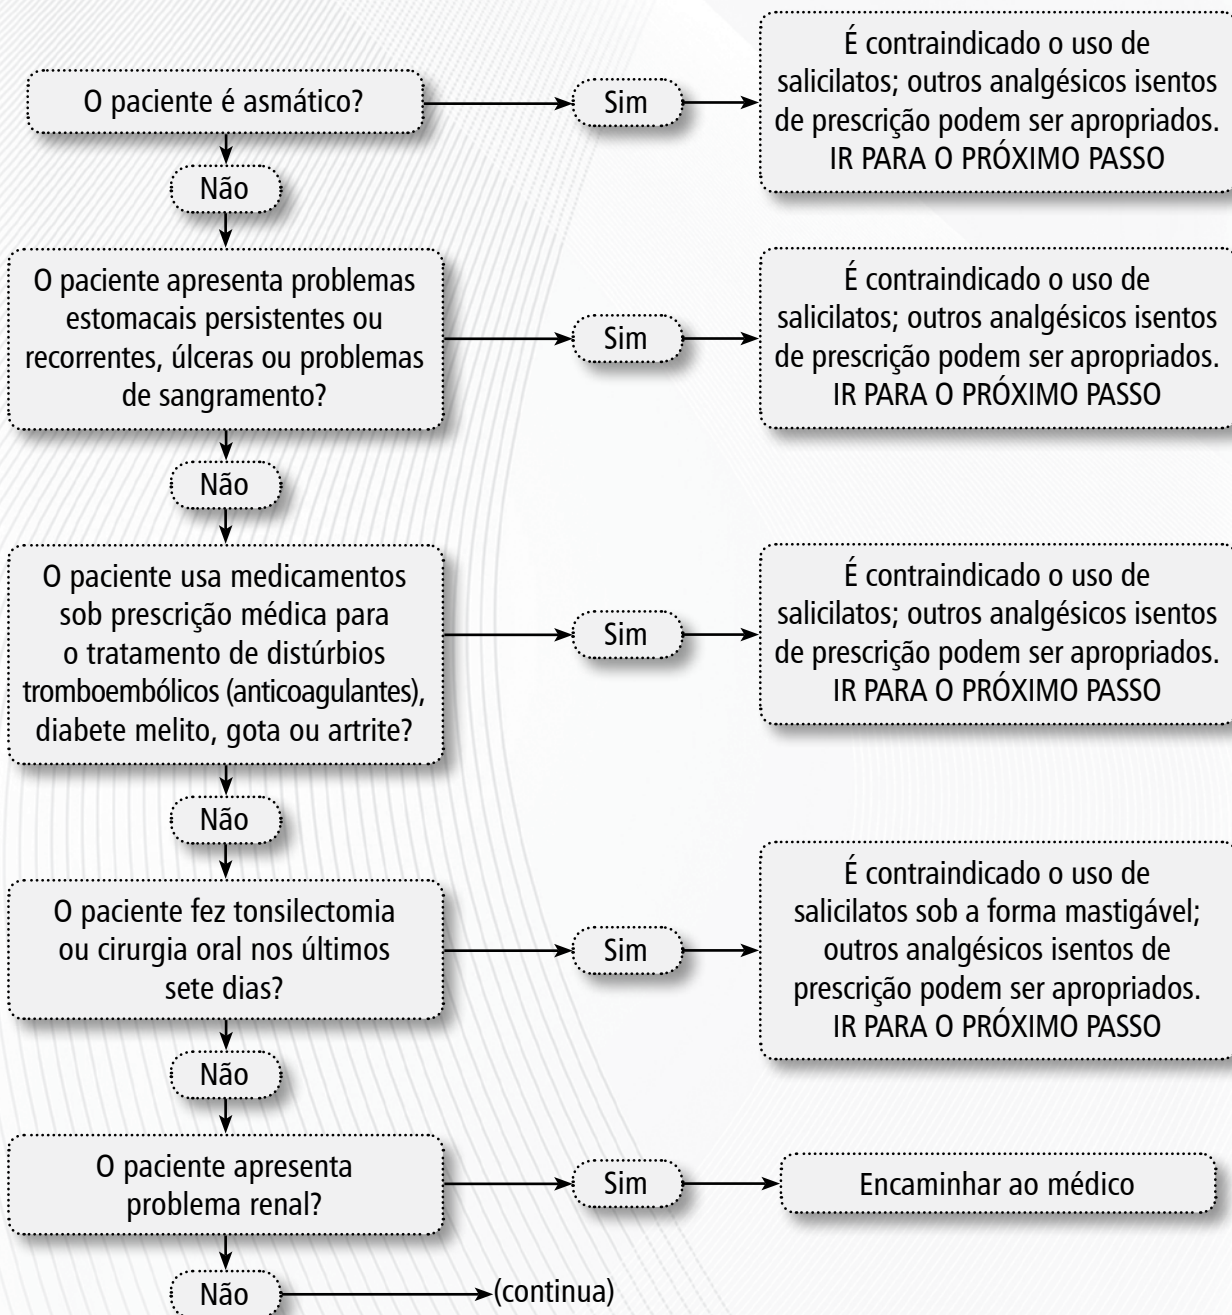 O paciente é asmático?
Sim
É contraindicado o uso de
salicilatos; outros analgésicos isentos
de prescrição podem ser apropriados.
IR PARA O PRÓXIMO PASSO
Não
O paciente apresenta problemas
estomacais persistentes ou
recorrentes, úlceras ou problemas
de sangramento?
Sim
É contraindicado o uso de
salicilatos; outros analgésicos isentos
de prescrição podem ser apropriados.
IR PARA O PRÓXIMO PASSO
Não
O paciente usa medicamentos
sob prescrição médica para
o tratamento de distúrbios
tromboembólicos (anticoagulantes),
diabete melito, gota ou artrite?
Sim
É contraindicado o uso de
salicilatos; outros analgésicos isentos
de prescrição podem ser apropriados.
IR PARA O PRÓXIMO PASSO
Não
O paciente fez tonsilectomia
ou cirurgia oral nos últimos
sete dias?
Sim
É contraindicado o uso de
salicilatos sob a forma mastigável;
outros analgésicos isentos de
prescrição podem ser apropriados.
IR PARA O PRÓXIMO PASSO
Não
O paciente apresenta
problema renal?
Sim
Encaminhar ao médico
Não
(continua)